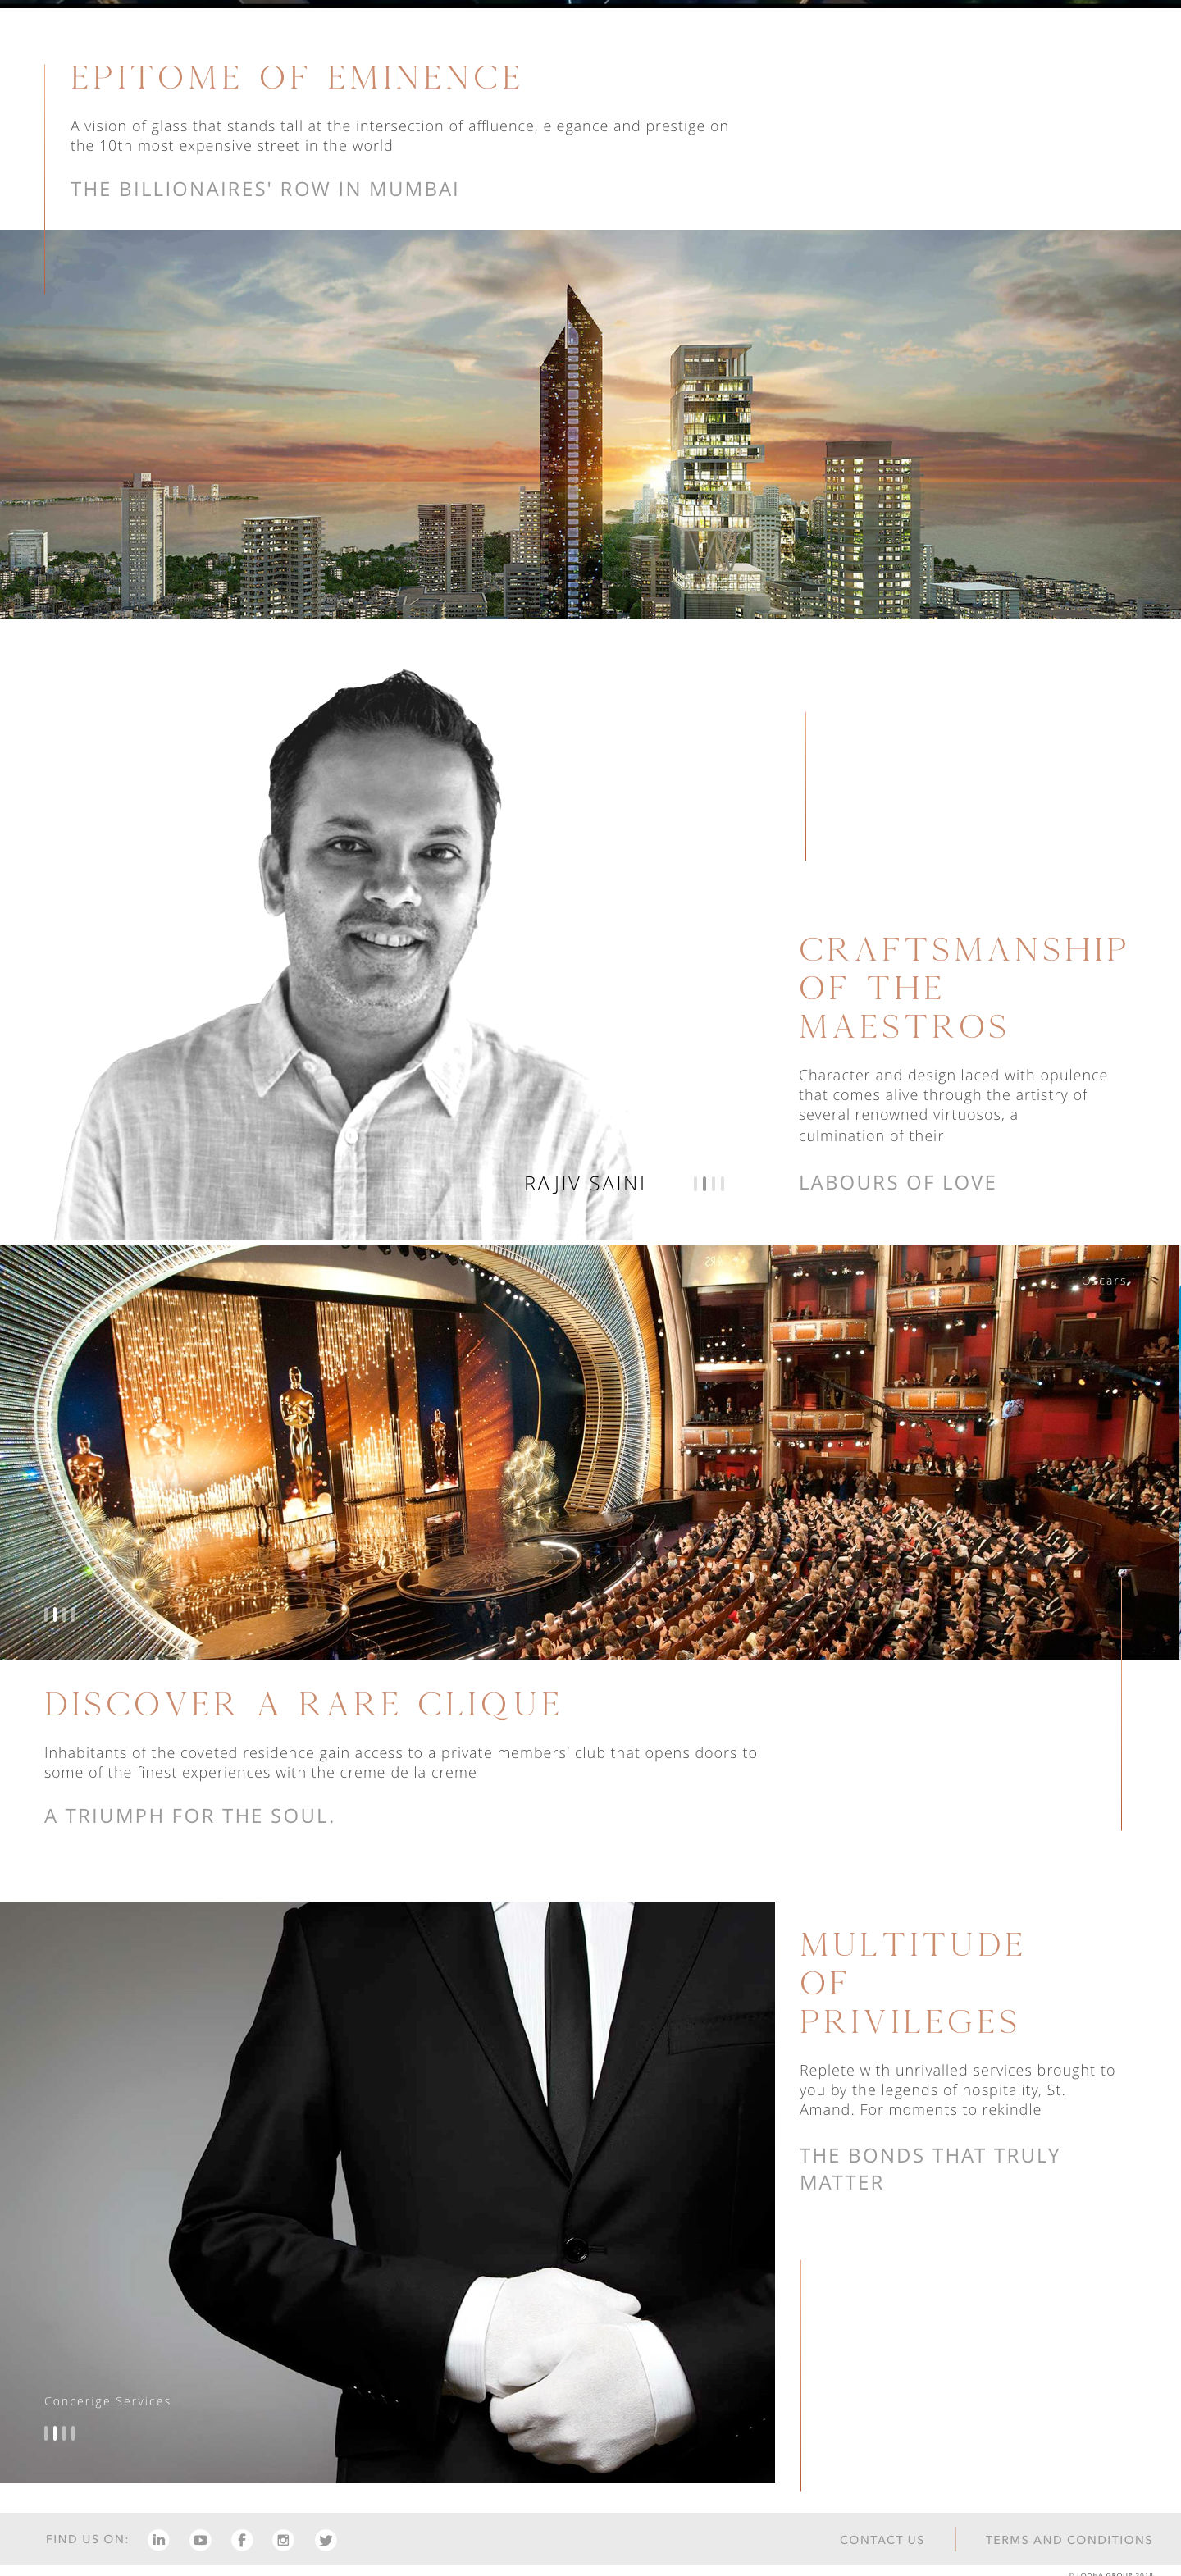 EPITOME OF EMINENCE
A vision of glass that stands tall at the intersection of affluence, elegance and prestige on
the 10th most expensive street in the world
THE BILLIONAIRES' ROW IN MUMBAI
CRAFTSMANSHIP
OF THE
MAESTROS
Character and design laced with opulence
that comes alive through the artistry of
several renowned virtuosos, a
culmination of their
RAJIV SAINI
LABOURS OF LOVE
Oscars
DISCOVER A RARE CLIQUE
Inhabitants of the coveted residence gain access to a private members' club that opens doors to
some of the finest experiences with the creme de la creme
A TRIUMPH FOR THE SOUL.
MULTITUDE
OF
PRIVILEGES
Replete with unrivalled services brought to
you by the legends of hospitality, St.
Amand. For moments to rekindle
THE BONDS THAT TRULY
MATTER
Concerige Services
FIND US ON:
CONTACT US
TERMS AND CONDITIONS
© LODHA GROUP 2018